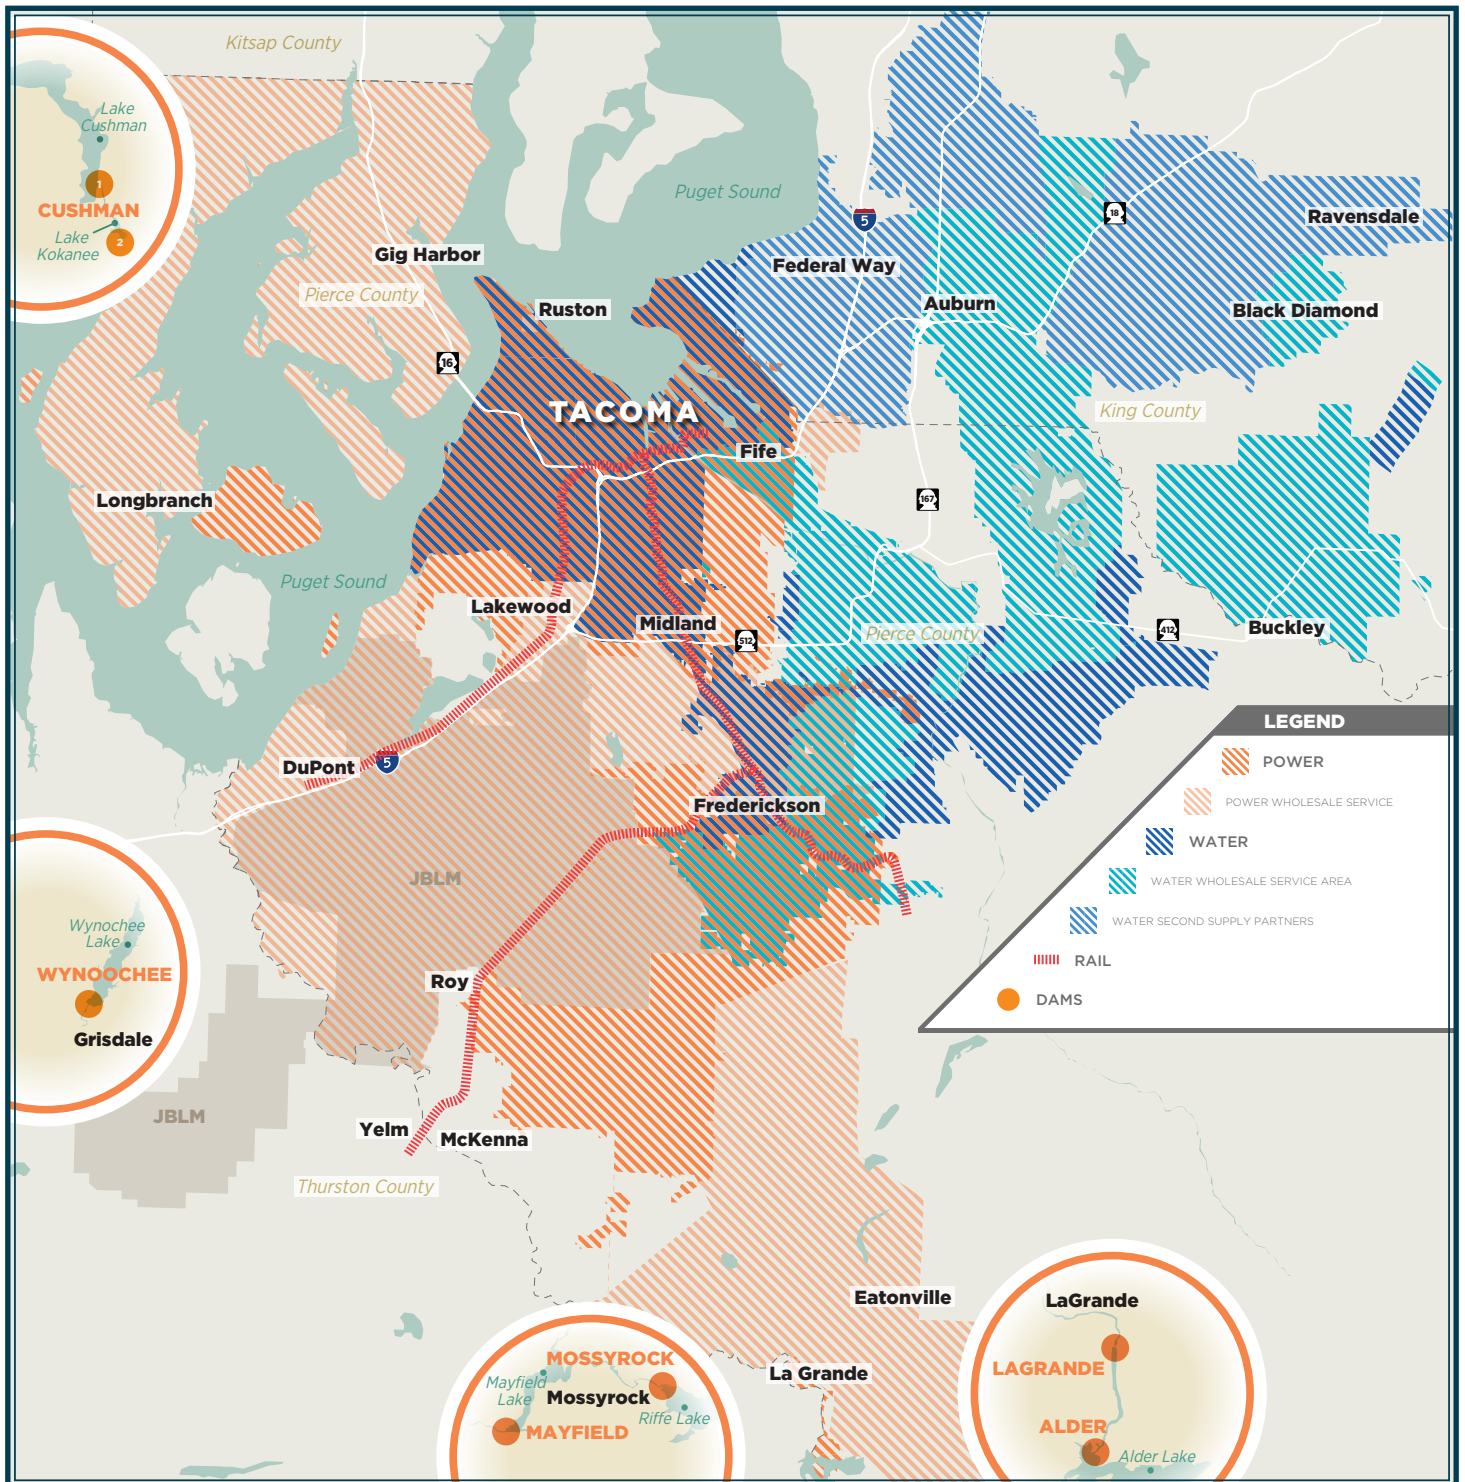 Kitsap County
Lake
Cushman
1
CUSHMAN
Lake
Kokanee
2
Puget Sound
5
18
Ravensdale
Gig Harbor
Federal Way
Pierce County
Ruston
Auburn
Black Diamond
16
TACOMA
King County
Fife
Longbranch
167
Puget Sound
Lakewood
Midland
512
Pierce County
412
Buckley
LEGEND
POWER
POWER WHOLESALE SERVICE
WATER
WATER WHOLESALE SERVICE AREA
WATER SECOND SUPPLY PARTNERS
RAIL
DAMS
DuPont
5
Frederickson
JBLM
Wynochee
Lake
WYNOOCHEE
Grisdale
Roy
JBLM
Yelm
McKenna
Thurston County
Eatonville
La Grande
MOSSYROCK
Mayfield
Lake
Mossyrock
Riffe Lake
MAYFIELD
LaGrande
LAGRANDE
ALDER
Alder Lake